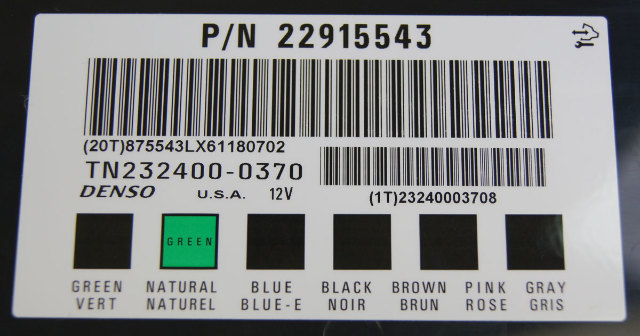 P/N 22915543
(20T)875543LX61180702
TN232400-0370
DENSO U.S.A. 12V
(1T)23240003708
GREEN
GREEN NATURAL BLUE BLACK BROWN PINK GRAY
VERT NATUREL BLUE-E NOIR BRUN ROSE GRIS